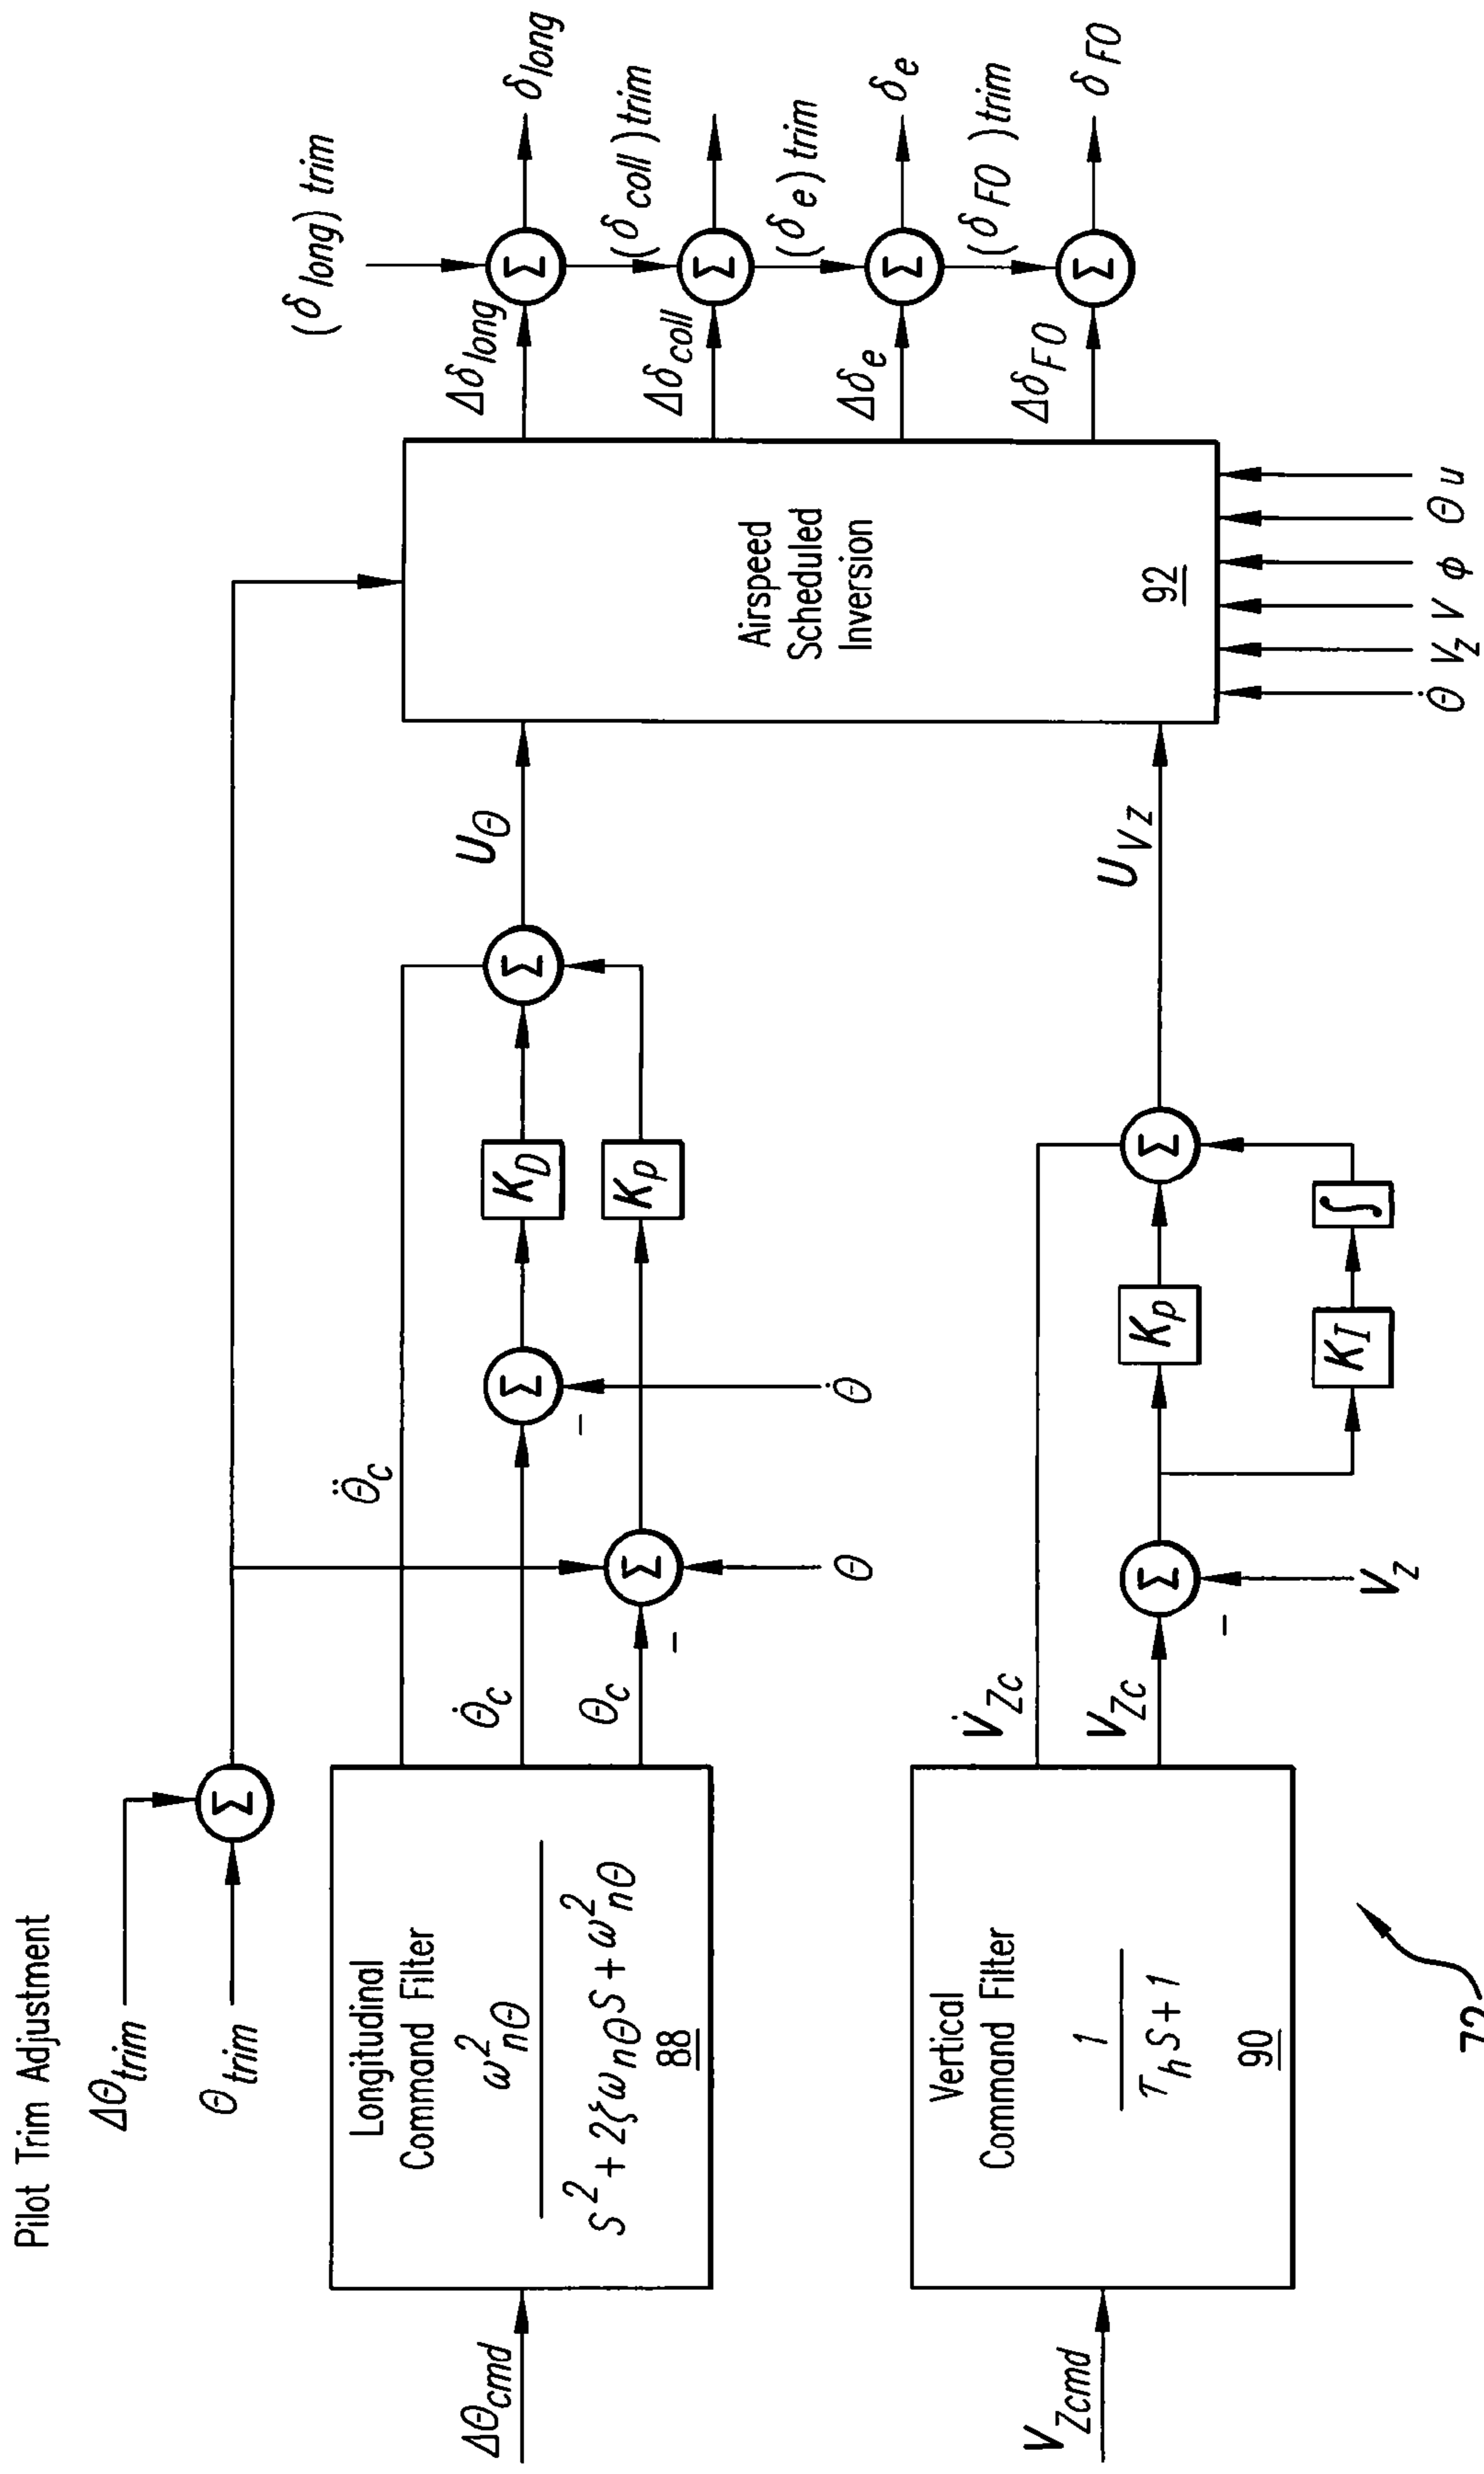 Pilot Trim Adjustment
ΔΘtrim
Θtrim
Σ
ΔΘcmd
Longitudinal
Command Filter
ω²nΘ
S² + 2ζωnΘS + ω²nΘ
88
Θ̈c
Θ̇c
Θc
Σ
−
Θ̇
Σ
−
Θ
KD
Kp
Σ
UΘ
VZcmd
Vertical
Command Filter
1
τhS + 1
90
V̇Zc
VZc
Σ
−
VZ
Kp
KI
∫
Σ
UVZ
Airspeed
Scheduled
Inversion
92
Θ̇ VZ V ϕ Θ u
(δlong) trim
Δδlong
Σ
δlong
(δcoll) trim
Δδcoll
Σ
(δe) trim
Δδe
Σ
δe
(δFO) trim
ΔδFO
Σ
δFO
72